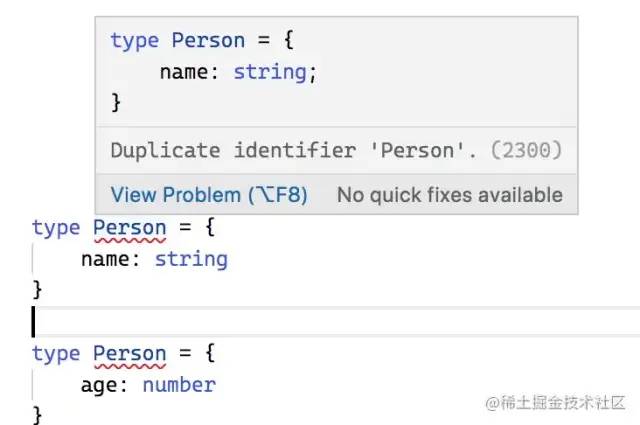 type Person = {
    name: string;
}
Duplicate identifier 'Person'. (2300)
View Problem (⌥F8) No quick fixes available
type Person = {
    name: string
}
type Person = {
    age: number
}
@稀土掘金技术社区